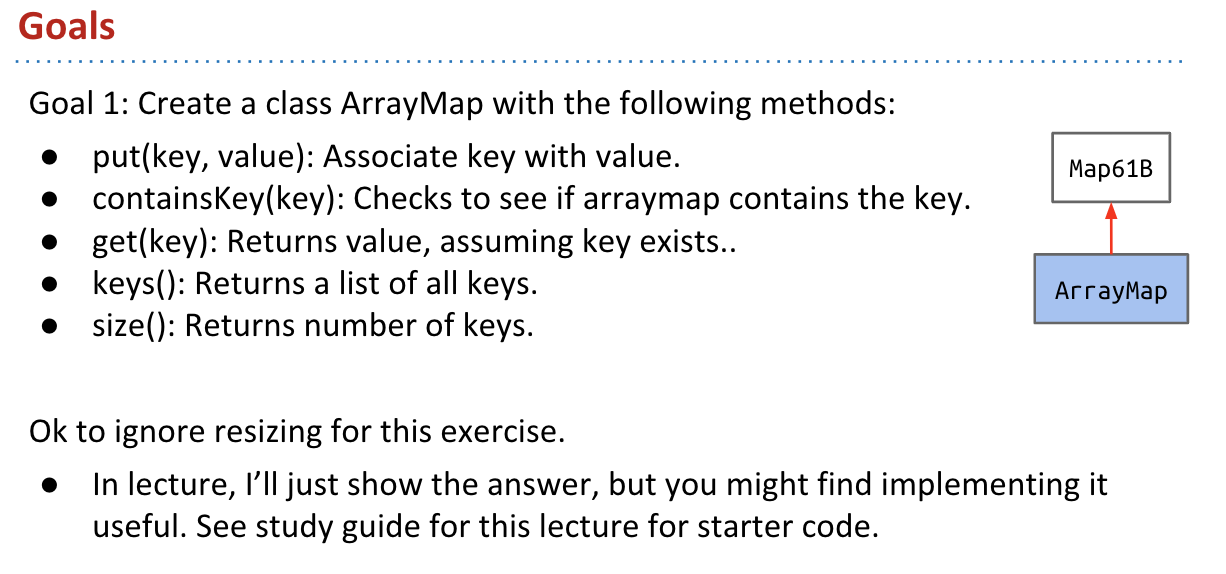 Goals
Goal 1: Create a class ArrayMap with the following methods:
● put(key, value): Associate key with value.
● containsKey(key): Checks to see if arraymap contains the key.
● get(key): Returns value, assuming key exists..
● keys(): Returns a list of all keys.
● size(): Returns number of keys.
Map61B
ArrayMap
Ok to ignore resizing for this exercise.
● In lecture, I’ll just show the answer, but you might find implementing it
useful. See study guide for this lecture for starter code.